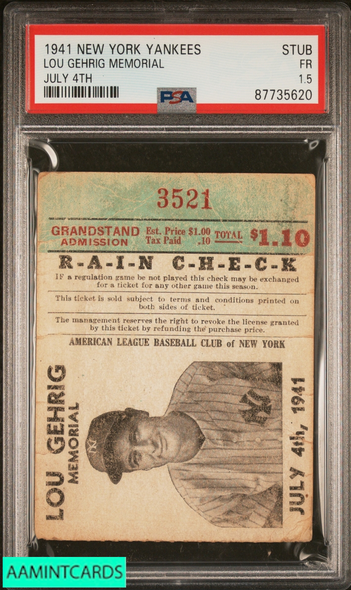 1941 NEW YORK YANKEES STUB
LOU GEHRIG MEMORIAL FR
JULY 4TH 1.5
PSA 87735620
3521
GRANDSTAND ADMISSION
Est. Price $1.00
Tax Paid .10
TOTAL $1.10
R-A-I-N C-H-E-C-K
IF a regulation game be not played this check may be exchanged
for a ticket for any other game this season.
This ticket is sold subject to terms and conditions printed on
both sides of ticket.
The management reserves the right to revoke the license granted
by this ticket by refunding the purchase price.
AMERICAN LEAGUE BASEBALL CLUB of NEW YORK
LOU GEHRIG
MEMORIAL
NY
NY
JULY 4th, 1941
AAMINTCARDS